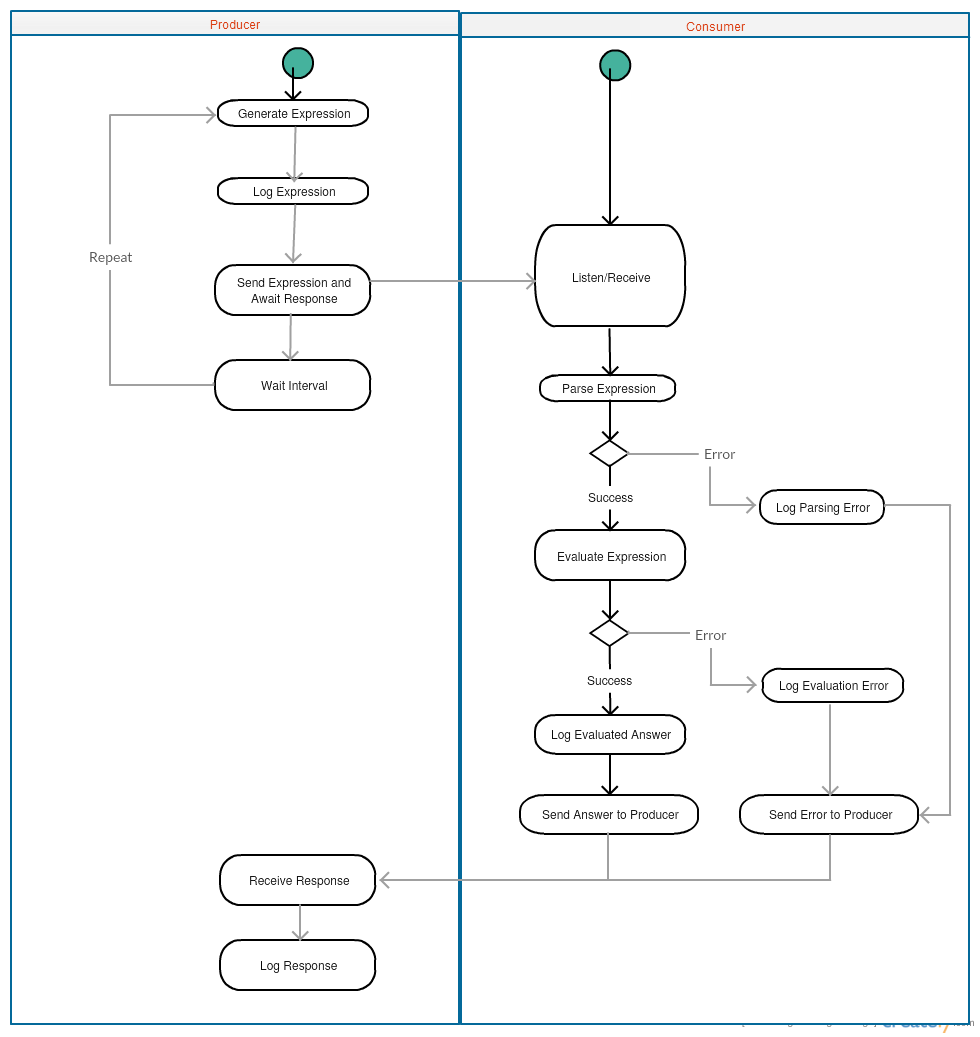 Producer
Consumer
Generate Expression
Log Expression
Repeat
Send Expression and
Await Response
Listen/Receive
Wait Interval
Parse Expression
Error
Success
Log Parsing Error
Evaluate Expression
Error
Success
Log Evaluation Error
Log Evaluated Answer
Send Answer to Producer
Send Error to Producer
Receive Response
Log Response